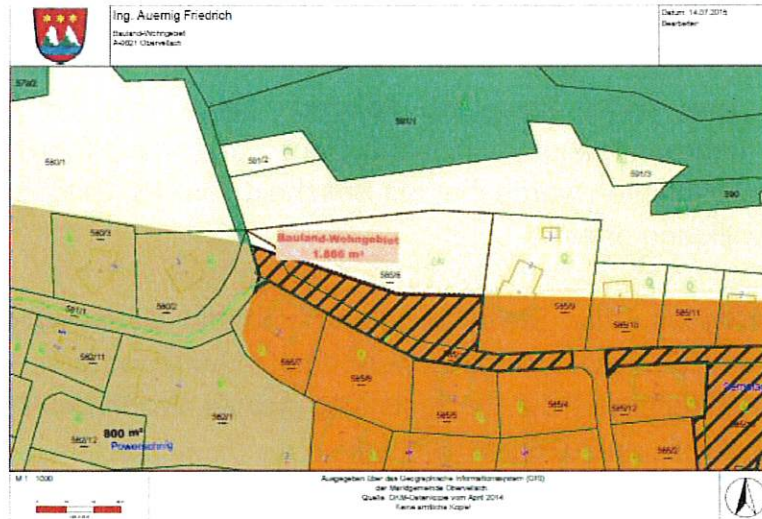 Ing. Auernig Friedrich
Bauland-Wohngebiet
A-9821 Obervellach
Datum: 14.07.2015
Bearbeiter:
579/2
591/1
580/1
591/2
591/3
590
580/3
Bauland-Wohngebiet
1.866 m²
585/8
580/2
581/1
585/9
585/10
585/11
582/11
585/7
585/6
585/5
585/4
585/12
582/1
582/12
800 m²
Powerschnig
585/2
M 1: 1000
Ausgegeben über das Geographische Informationssystem (GIS)
der Marktgemeinde Obervellach.
Quelle: DKM-Datenkopie vom April 2014
Keine amtliche Kopie!